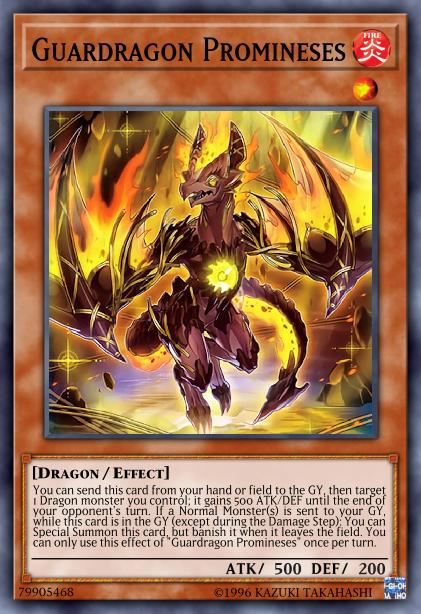 Guardragon Promineses
FIRE
炎
[Dragon / Effect]
You can send this card from your hand or field to the GY, then target
1 Dragon monster you control; it gains 500 ATK/DEF until the end of
your opponent's turn. If a Normal Monster(s) is sent to your GY,
while this card is in the GY (except during the Damage Step): You can
Special Summon this card, but banish it when it leaves the field. You
can only use this effect of "Guardragon Promineses" once per turn.
ATK/ 500 DEF/ 200
79905468
©1996 KAZUKI TAKAHASHI